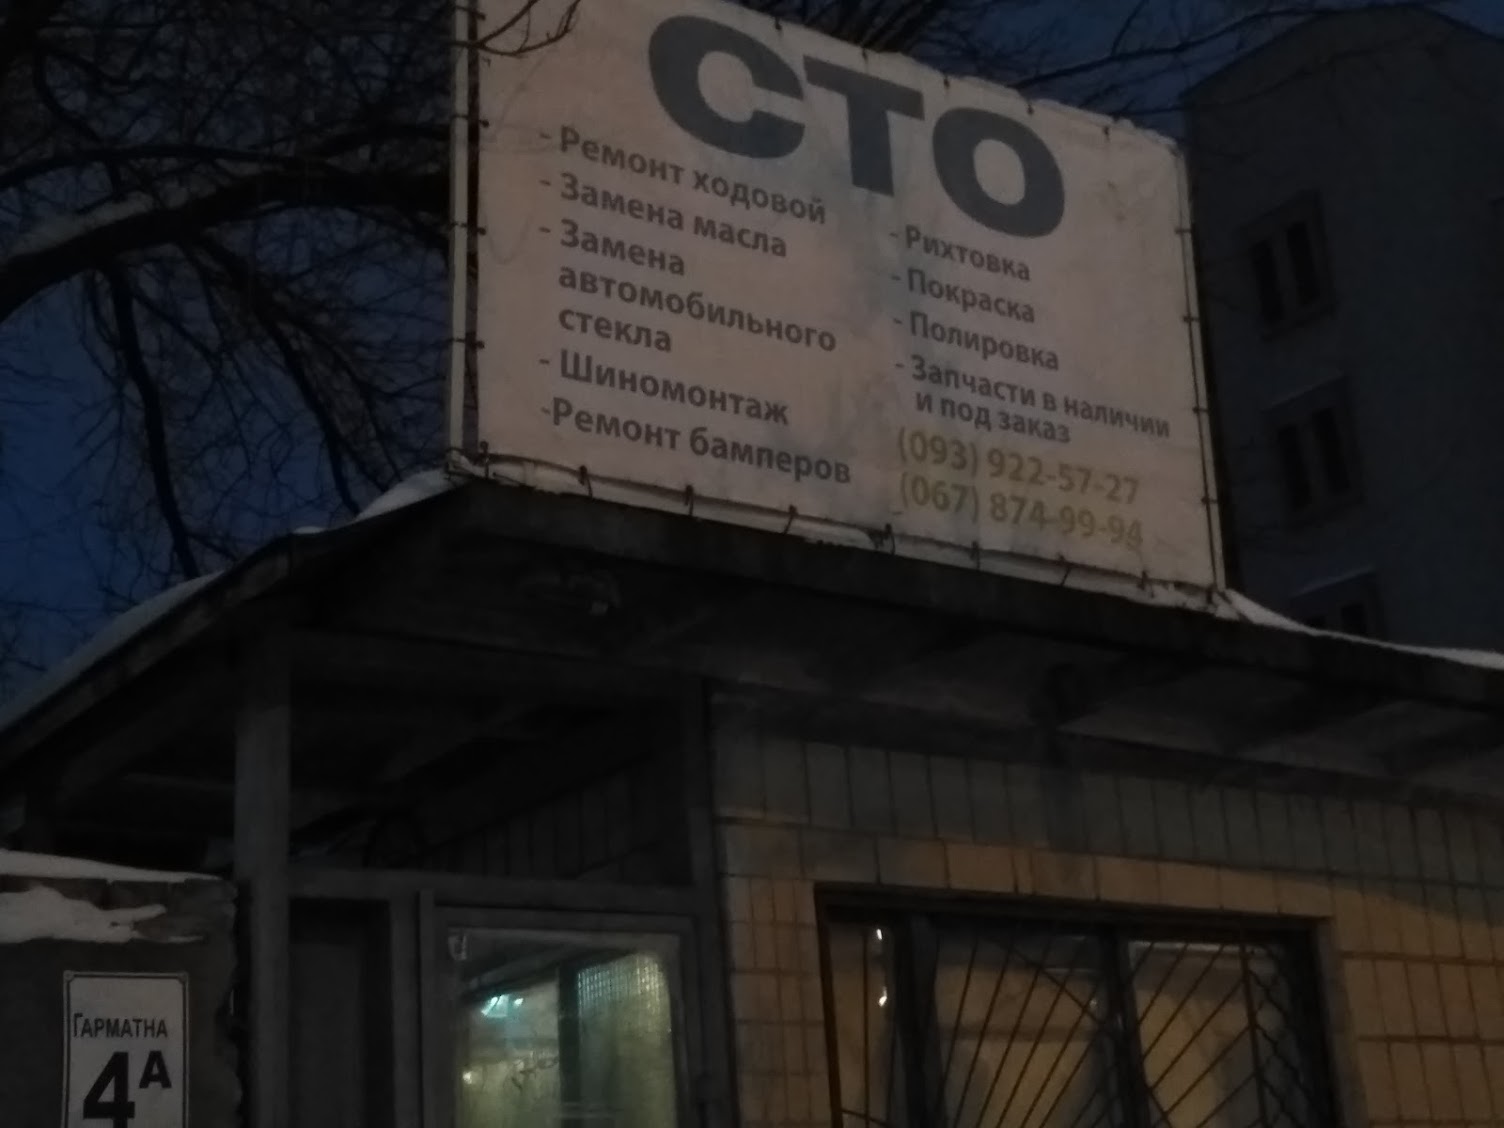 СТО
- Ремонт ходовой
- Замена масла
- Замена
автомобильного
стекла
- Шиномонтаж
-Ремонт бамперов
- Рихтовка
- Покраска
- Полировка
- Запчасти в наличии
и под заказ
(093) 922-57-27
(067) 874-99-94
ГАРМАТНА
4А